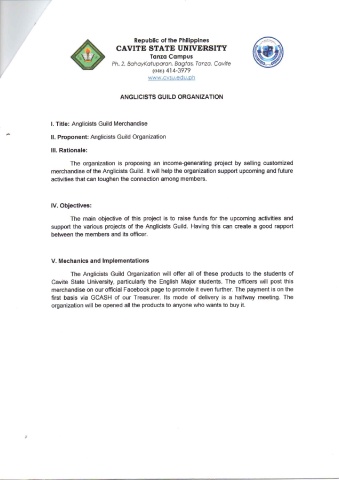 Republic of the Philippines
CAVITE STATE UNIVERSITY
Tanza Campus
Ph. 2, BahayKatuparan, Bagtas, Tanza, Cavite
(046) 414-3979
www.cvsu.edu.ph
ANGLICISTS GUILD ORGANIZATION
I. Title: Anglicists Guild Merchandise
II. Proponent: Anglicists Guild Organization
III. Rationale:
The organization is proposing an income-generating project by selling customized
merchandise of the Anglicists Guild. It will help the organization support upcoming and future
activities that can toughen the connection among members.
IV. Objectives:
The main objective of this project is to raise funds for the upcoming activities and
support the various projects of the Anglicists Guild. Having this can create a good rapport
between the members and its officer.
V. Mechanics and Implementations
The Anglicists Guild Organization will offer all of these products to the students of
Cavite State University, particularly the English Major students. The officers will post this
merchandise on our official Facebook page to promote it even further. The payment is on the
first basis via GCASH of our Treasurer. Its mode of delivery is a halfway meeting. The
organization will be opened all the products to anyone who wants to buy it.